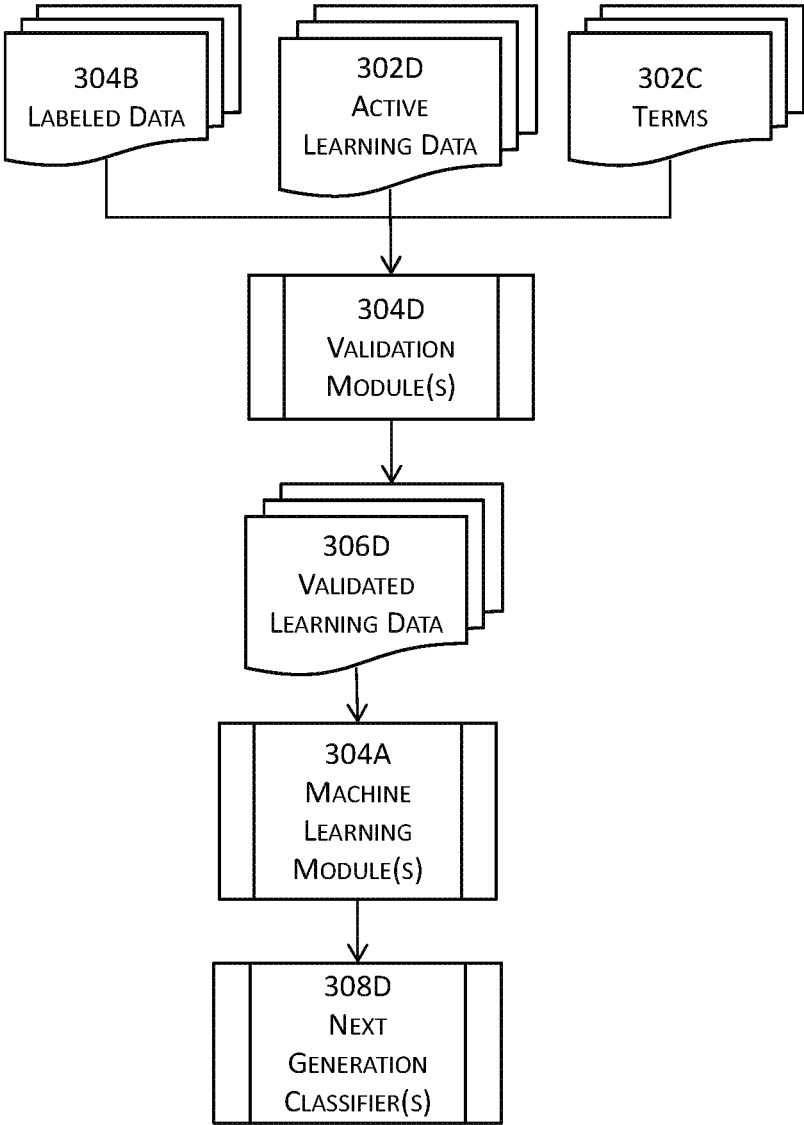 304B
LABELED DATA
302D
ACTIVE
LEARNING DATA
302C
TERMS
304D
VALIDATION
MODULE(S)
306D
VALIDATED
LEARNING DATA
304A
MACHINE
LEARNING
MODULE(S)
308D
NEXT
GENERATION
CLASSIFIER(S)